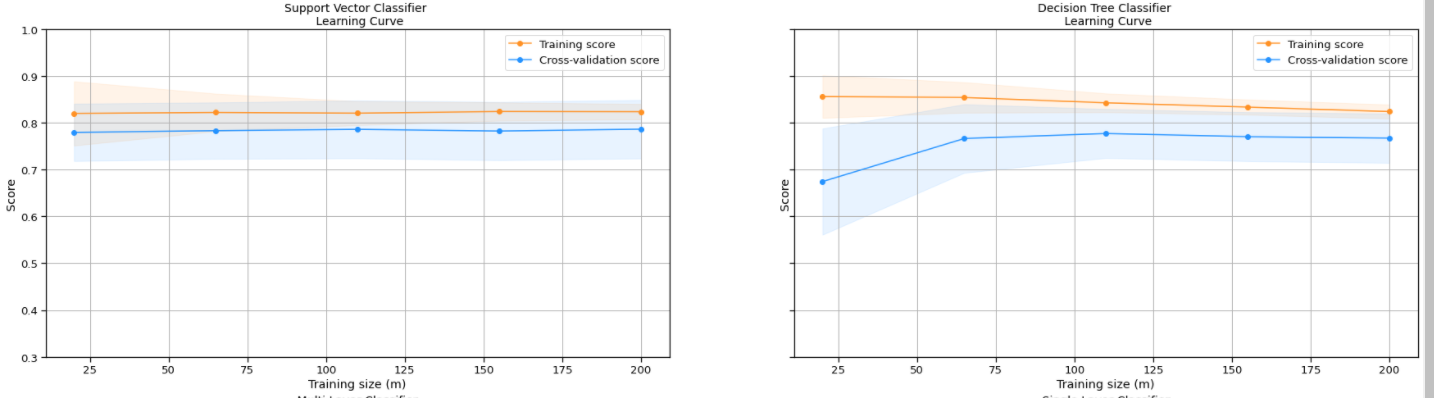 Support Vector Classifier
Learning Curve
Training score
Cross-validation score
1.0
0.9
0.8
0.7
0.6
0.5
0.4
0.3
Score
25 50 75 100 125 150 175 200
Training size (m)
Decision Tree Classifier
Learning Curve
Training score
Cross-validation score
Score
25 50 75 100 125 150 175 200
Training size (m)